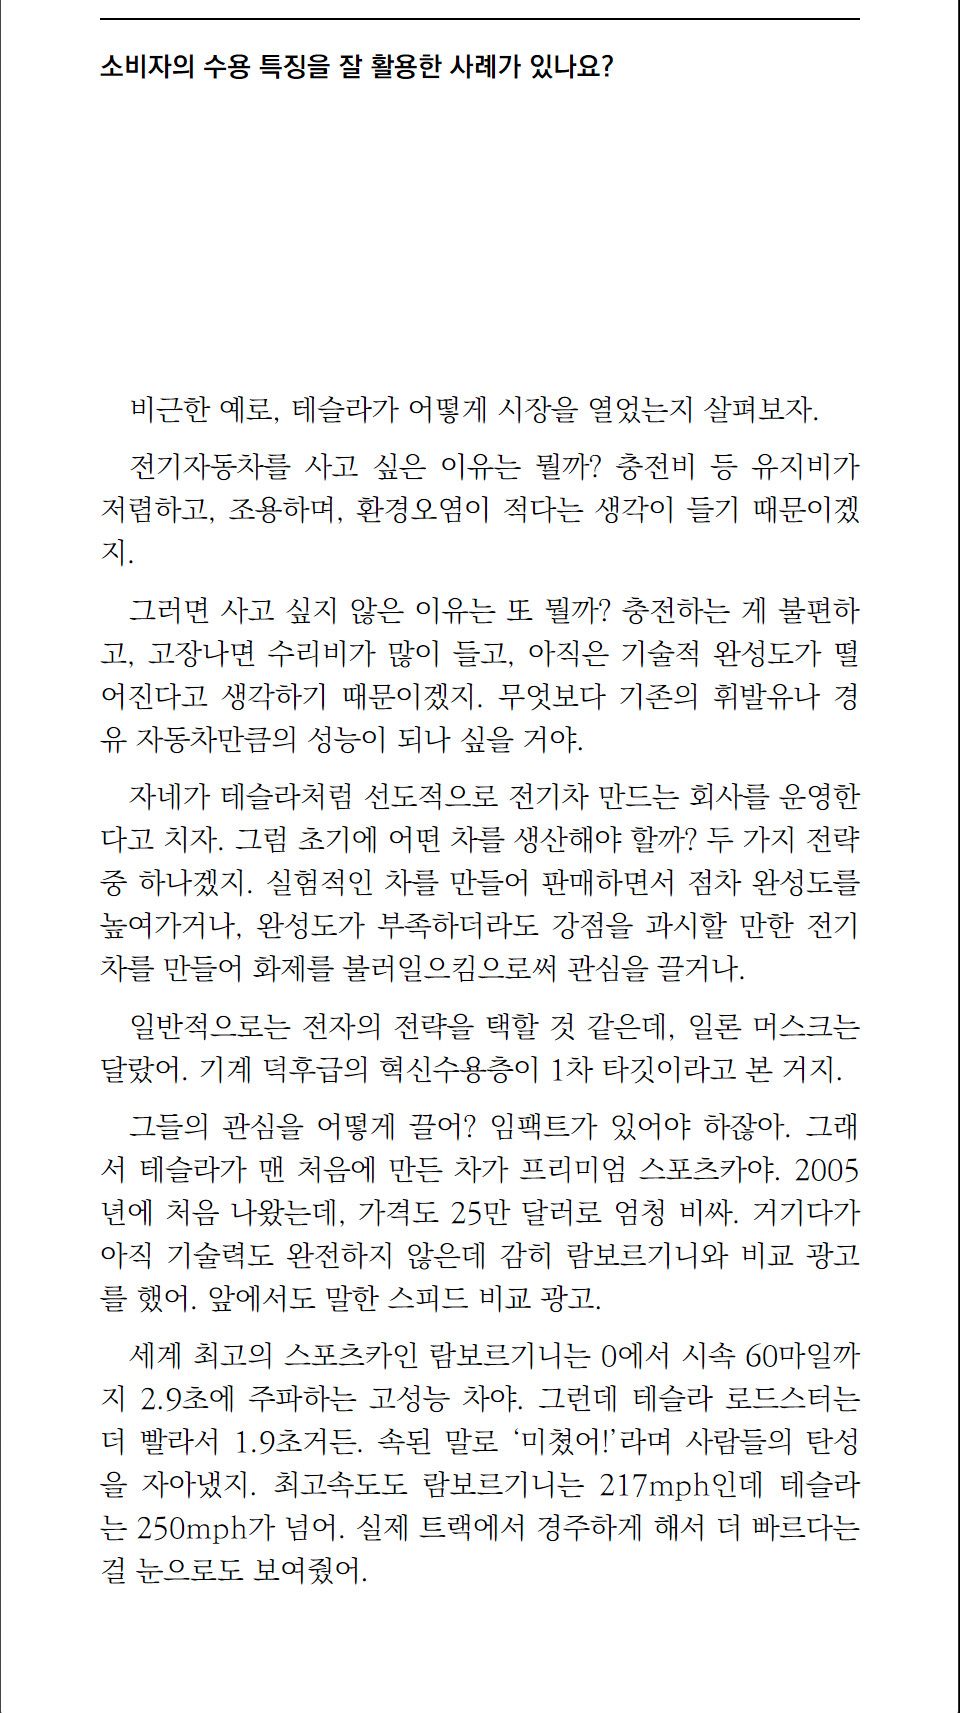 소비자의 수용 특징을 잘 활용한 사례가 있나요?
비근한 예로, 테슬라가 어떻게 시장을 열었는지 살펴보자.
전기자동차를 사고 싶은 이유는 뭘까? 충전비 등 유지비가
저렴하고, 조용하며, 환경오염이 적다는 생각이 들기 때문이겠
지.
그러면 사고 싶지 않은 이유는 또 뭘까? 충전하는 게 불편하
고, 고장나면 수리비가 많이 들고, 아직은 기술적 완성도가 떨
어진다고 생각하기 때문이겠지. 무엇보다 기존의 휘발유나 경
유 자동차만큼의 성능이 되나 싶을 거야.
자네가 테슬라처럼 선도적으로 전기차 만드는 회사를 운영한
다고 치자. 그럼 초기에 어떤 차를 생산해야 할까? 두 가지 전략
중 하나겠지. 실험적인 차를 만들어 판매하면서 점차 완성도를
높여가거나, 완성도가 부족하더라도 강점을 과시할 만한 전기
차를 만들어 화제를 불러일으킴으로써 관심을 끌거나.
일반적으로는 전자의 전략을 택할 것 같은데, 일론 머스크는
달랐어. 기계 덕후급의 혁신수용층이 1차 타깃이라고 본 거지.
그들의 관심을 어떻게 끌어? 임팩트가 있어야 하잖아. 그래
서 테슬라가 맨 처음에 만든 차가 프리미엄 스포츠카야. 2005
년에 처음 나왔는데, 가격도 25만 달러로 엄청 비싸. 거기다가
아직 기술력도 완전하지 않은데 감히 람보르기니와 비교 광고
를 했어. 앞에서도 말한 스피드 비교 광고.
세계 최고의 스포츠카인 람보르기니는 0에서 시속 60마일까
지 2.9초에 주파하는 고성능 차야. 그런데 테슬라 로드스터는
더 빨라서 1.9초거든. 속된 말로 ‘미쳤어!’라며 사람들의 탄성
을 자아냈지. 최고속도도 람보르기니는 217mph인데 테슬라
는 250mph가 넘어. 실제 트랙에서 경주하게 해서 더 빠르다는
걸 눈으로도 보여줬어.